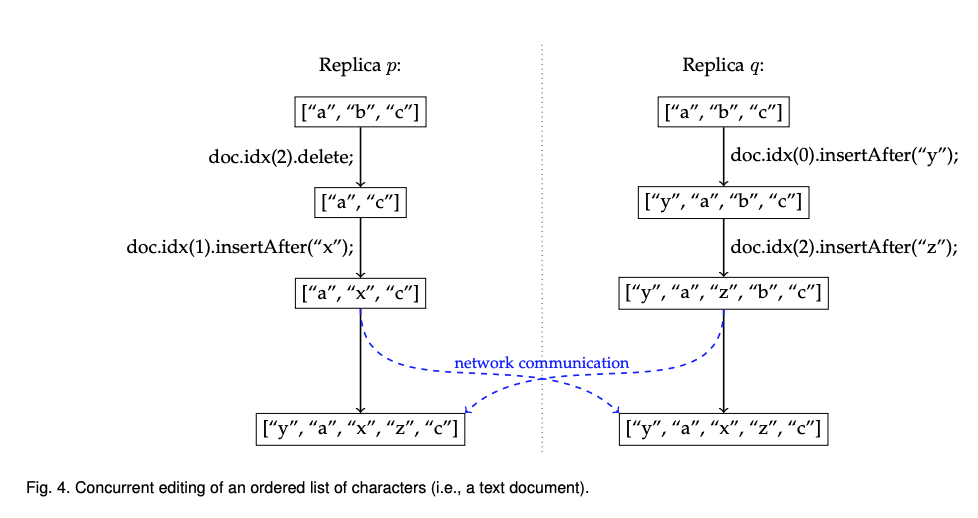 Replica p:
Replica q:
[“a”, “b”, “c”]
[“a”, “b”, “c”]
doc.idx(2).delete;
doc.idx(0).insertAfter(“y”);
[“a”, “c”]
[“y”, “a”, “b”, “c”]
doc.idx(1).insertAfter(“x”);
doc.idx(2).insertAfter(“z”);
[“a”, “x”, “c”]
[“y”, “a”, “z”, “b”, “c”]
network communication
[“y”, “a”, “x”, “z”, “c”]
[“y”, “a”, “x”, “z”, “c”]
Fig. 4. Concurrent editing of an ordered list of characters (i.e., a text document).